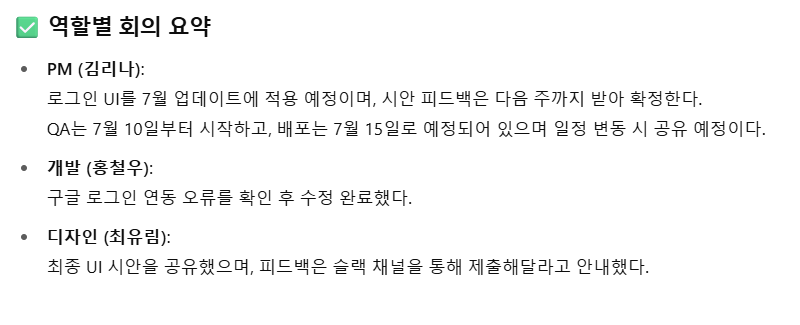 ✅ 역할별 회의 요약
• PM (김리나):
로그인 UI를 7월 업데이트에 적용 예정이며, 시안 피드백은 다음 주까지 받아 확정한다.
QA는 7월 10일부터 시작하고, 배포는 7월 15일로 예정되어 있으며 일정 변동 시 공유 예정이다.
• 개발 (홍철우):
구글 로그인 연동 오류를 확인 후 수정 완료했다.
• 디자인 (최유림):
최종 UI 시안을 공유했으며, 피드백은 슬랙 채널을 통해 제출해달라고 안내했다.